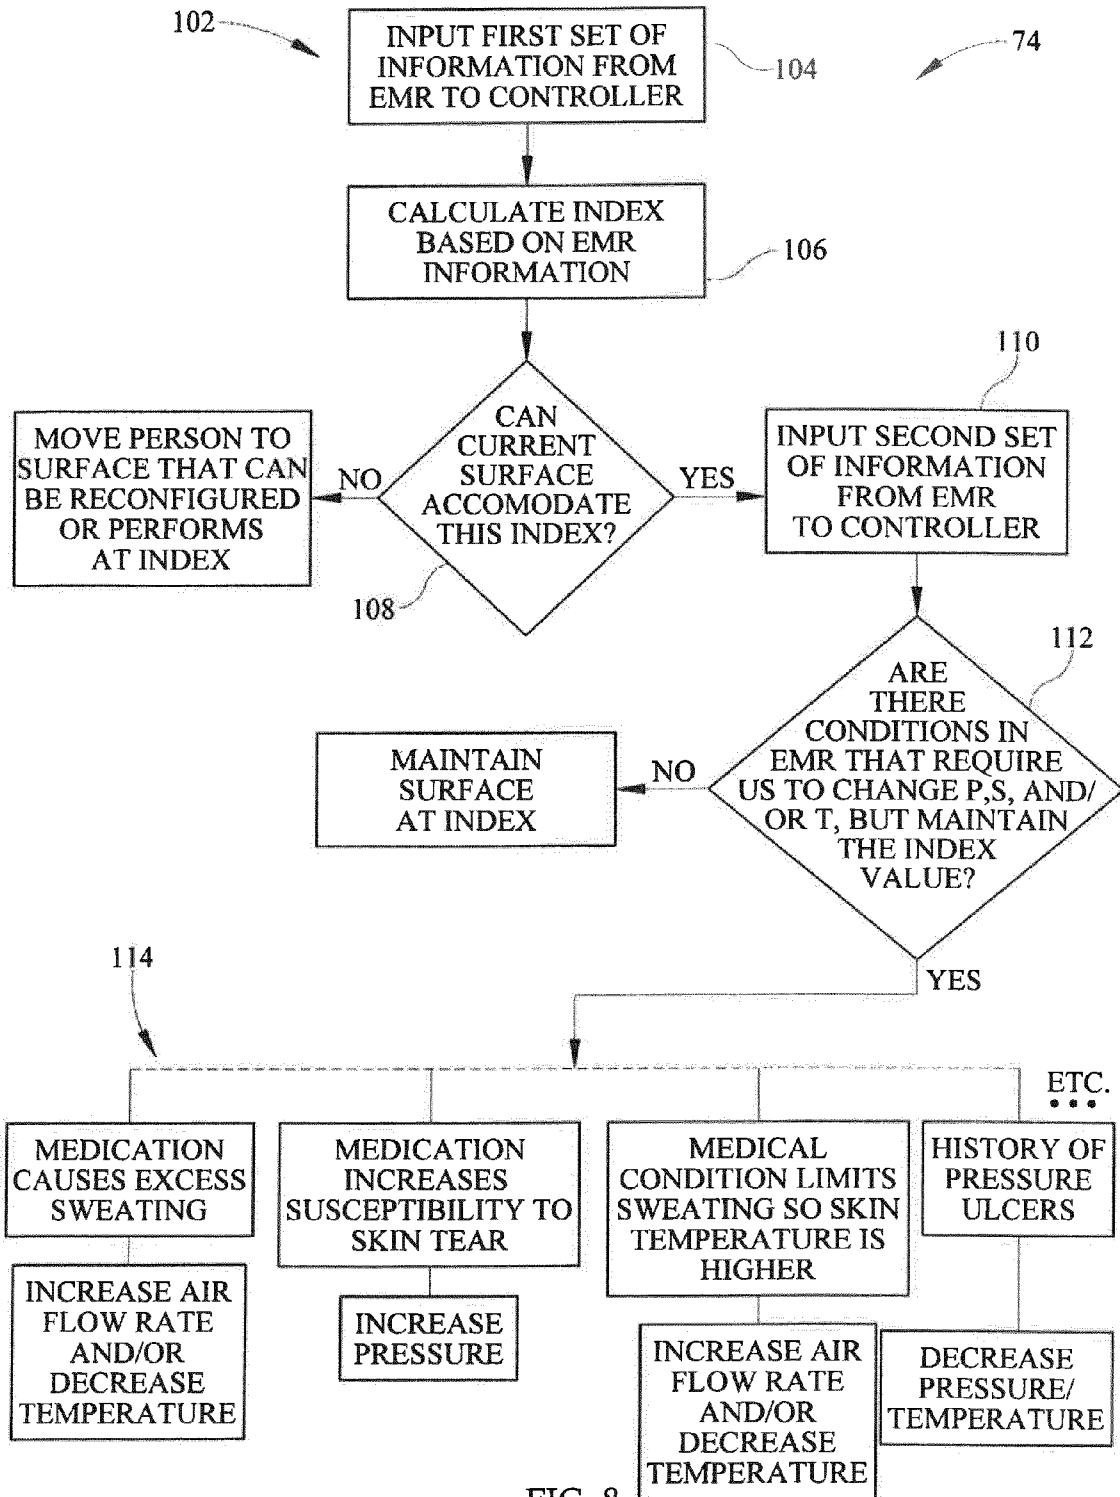 102
INPUT FIRST SET OF
INFORMATION FROM
EMR TO CONTROLLER
104
74
CALCULATE INDEX
BASED ON EMR
INFORMATION
106
CAN
CURRENT
SURFACE
ACCOMODATE
THIS INDEX?
108
NO
MOVE PERSON TO
SURFACE THAT CAN
BE RECONFIGURED
OR PERFORMS
AT INDEX
YES
110
INPUT SECOND SET
OF INFORMATION
FROM EMR
TO CONTROLLER
112
ARE
THERE
CONDITIONS IN
EMR THAT REQUIRE
US TO CHANGE P,S, AND/
OR T, BUT MAINTAIN
THE INDEX
VALUE?
NO
MAINTAIN
SURFACE
AT INDEX
YES
114
ETC.
MEDICATION
CAUSES EXCESS
SWEATING
INCREASE AIR
FLOW RATE
AND/OR
DECREASE
TEMPERATURE
MEDICATION
INCREASES
SUSCEPTIBILITY TO
SKIN TEAR
INCREASE
PRESSURE
MEDICAL
CONDITION LIMITS
SWEATING SO SKIN
TEMPERATURE IS
HIGHER
INCREASE AIR
FLOW RATE
AND/OR
DECREASE
TEMPERATURE
HISTORY OF
PRESSURE
ULCERS
DECREASE
PRESSURE/
TEMPERATURE
FIG. 8